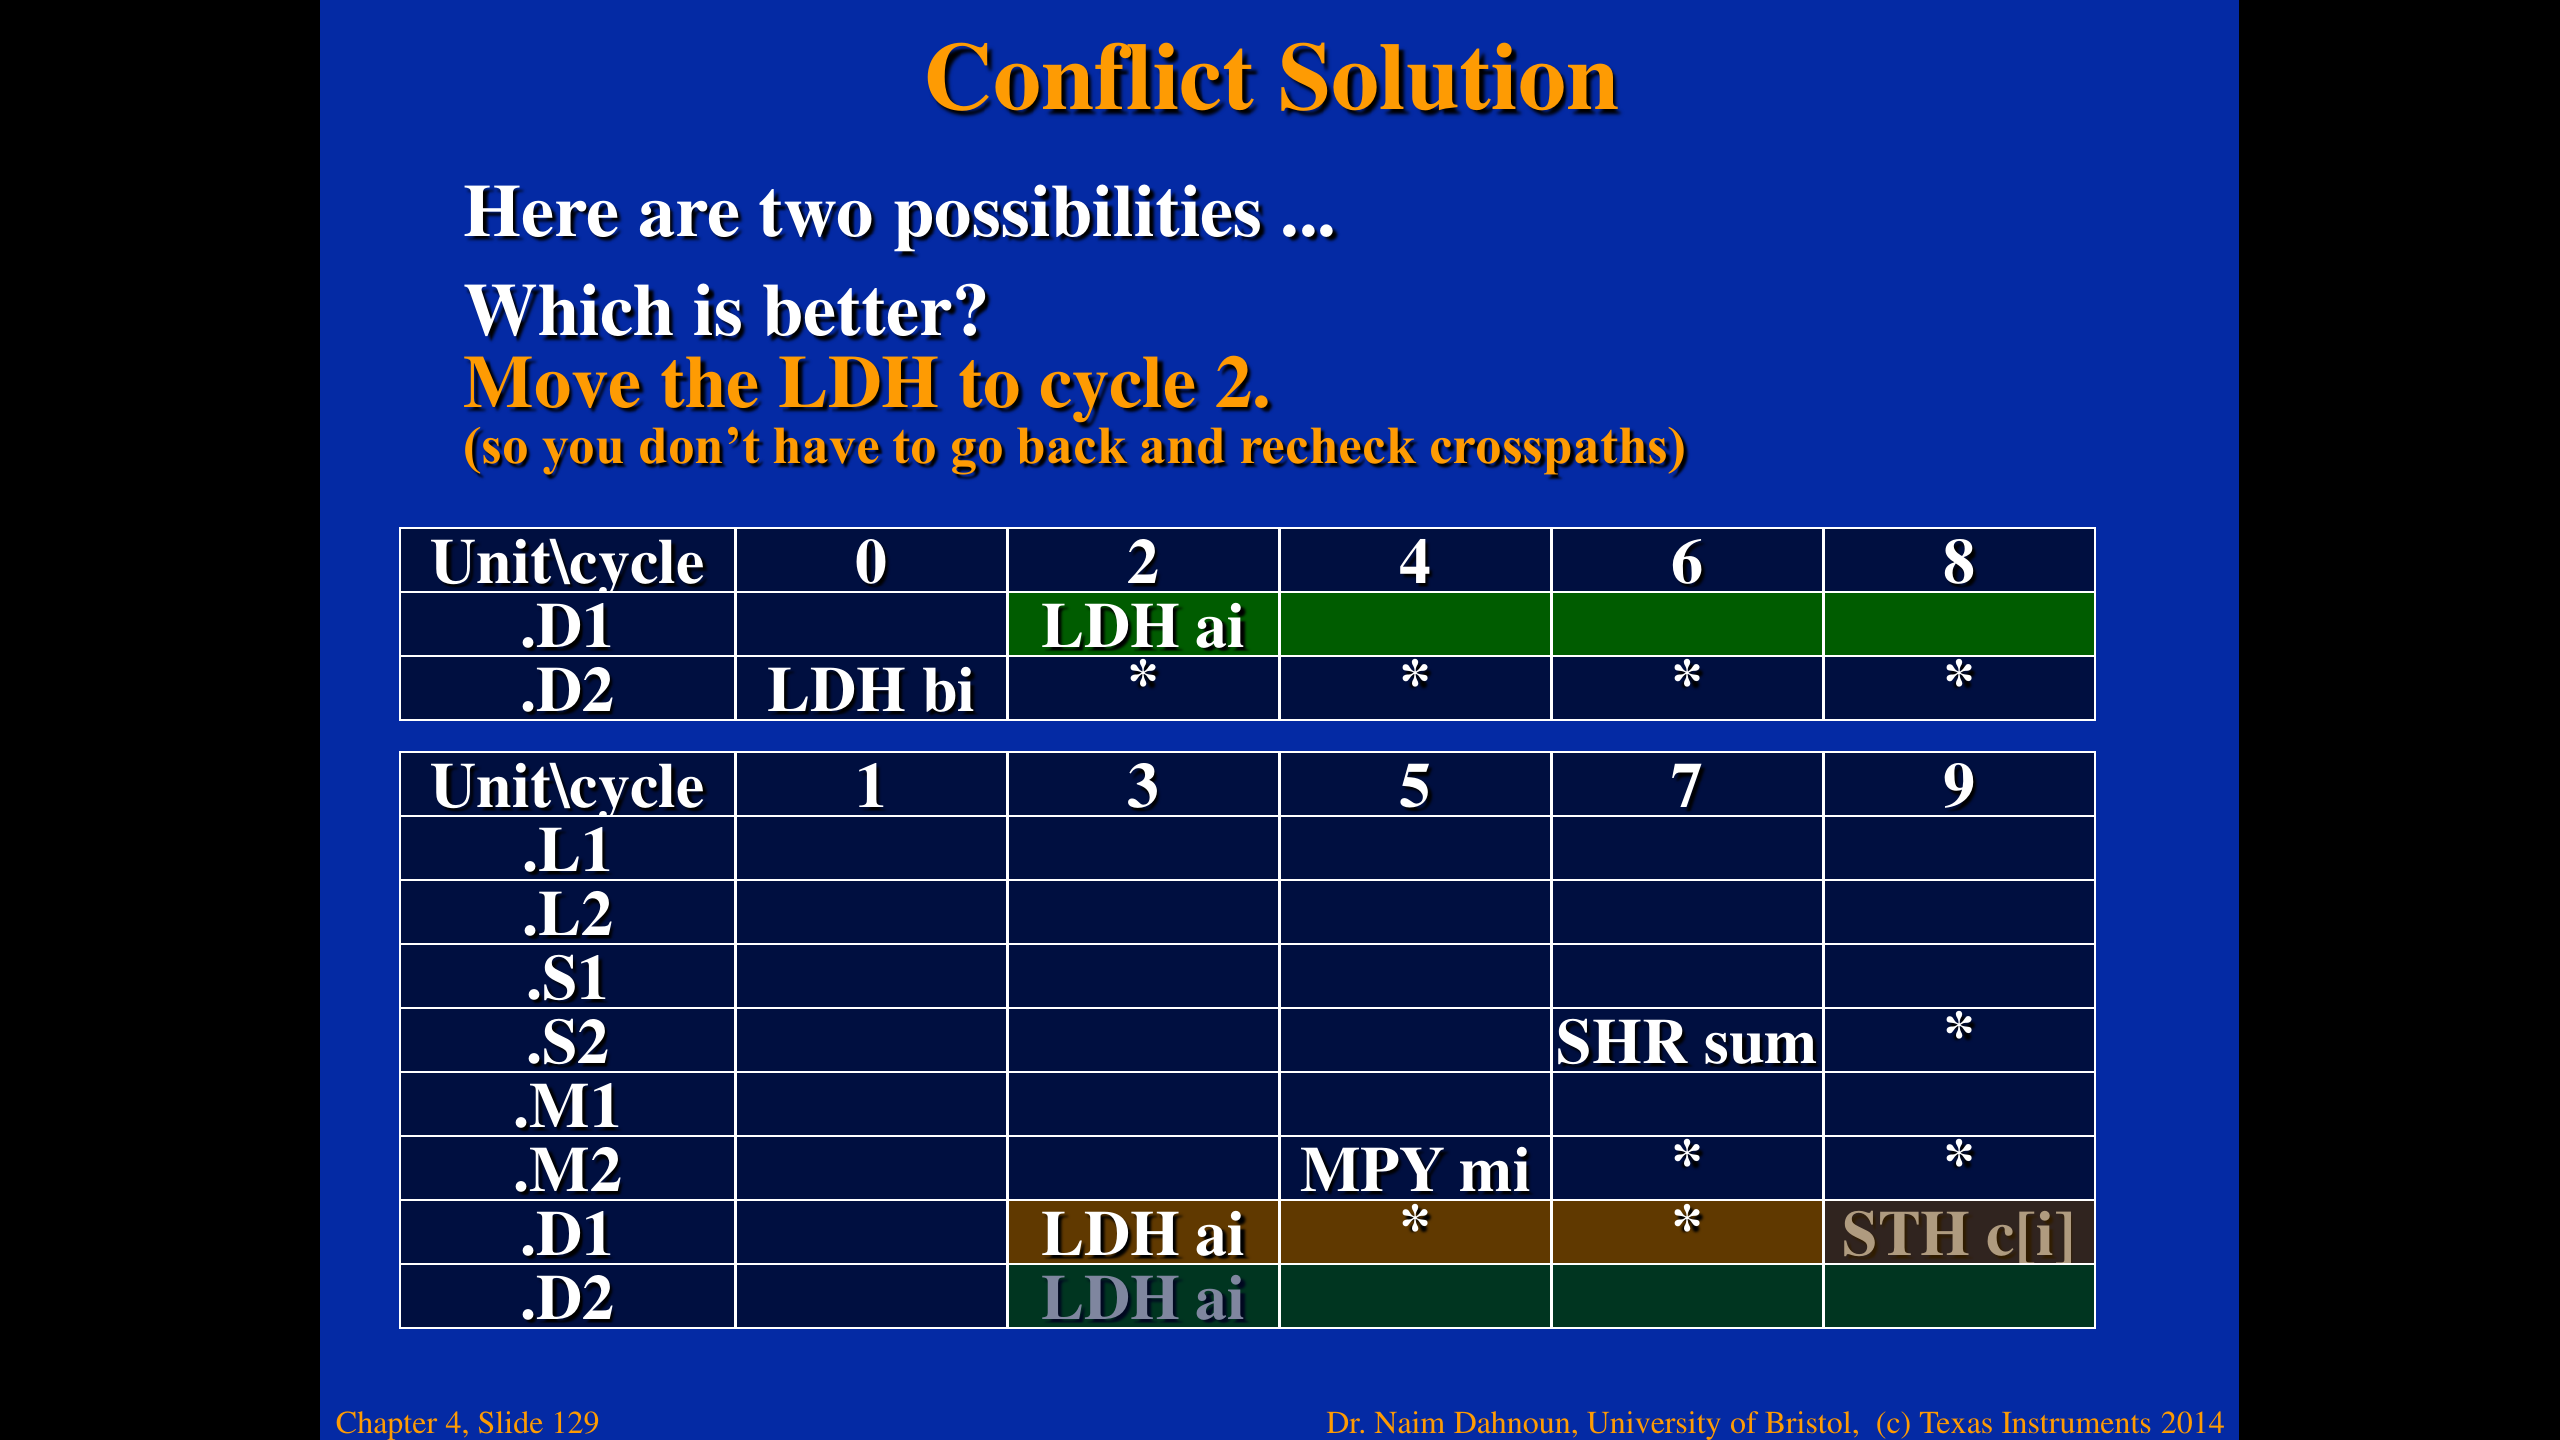 Conflict Solution
Here are two possibilities ...
Which is better?
Move the LDH to cycle 2.
(so you don’t have to go back and recheck crosspaths)
Unit\cycle 0 2 4 6 8
.D1 LDH ai
.D2 LDH bi * * * *
Unit\cycle 1 3 5 7 9
.L1
.L2
.S1
.S2 SHR sum *
.M1
.M2 MPY mi * *
.D1 LDH ai * * STH c[i]
.D2 LDH ai
Chapter 4, Slide 129
Dr. Naim Dahnoun, University of Bristol, (c) Texas Instruments 2014